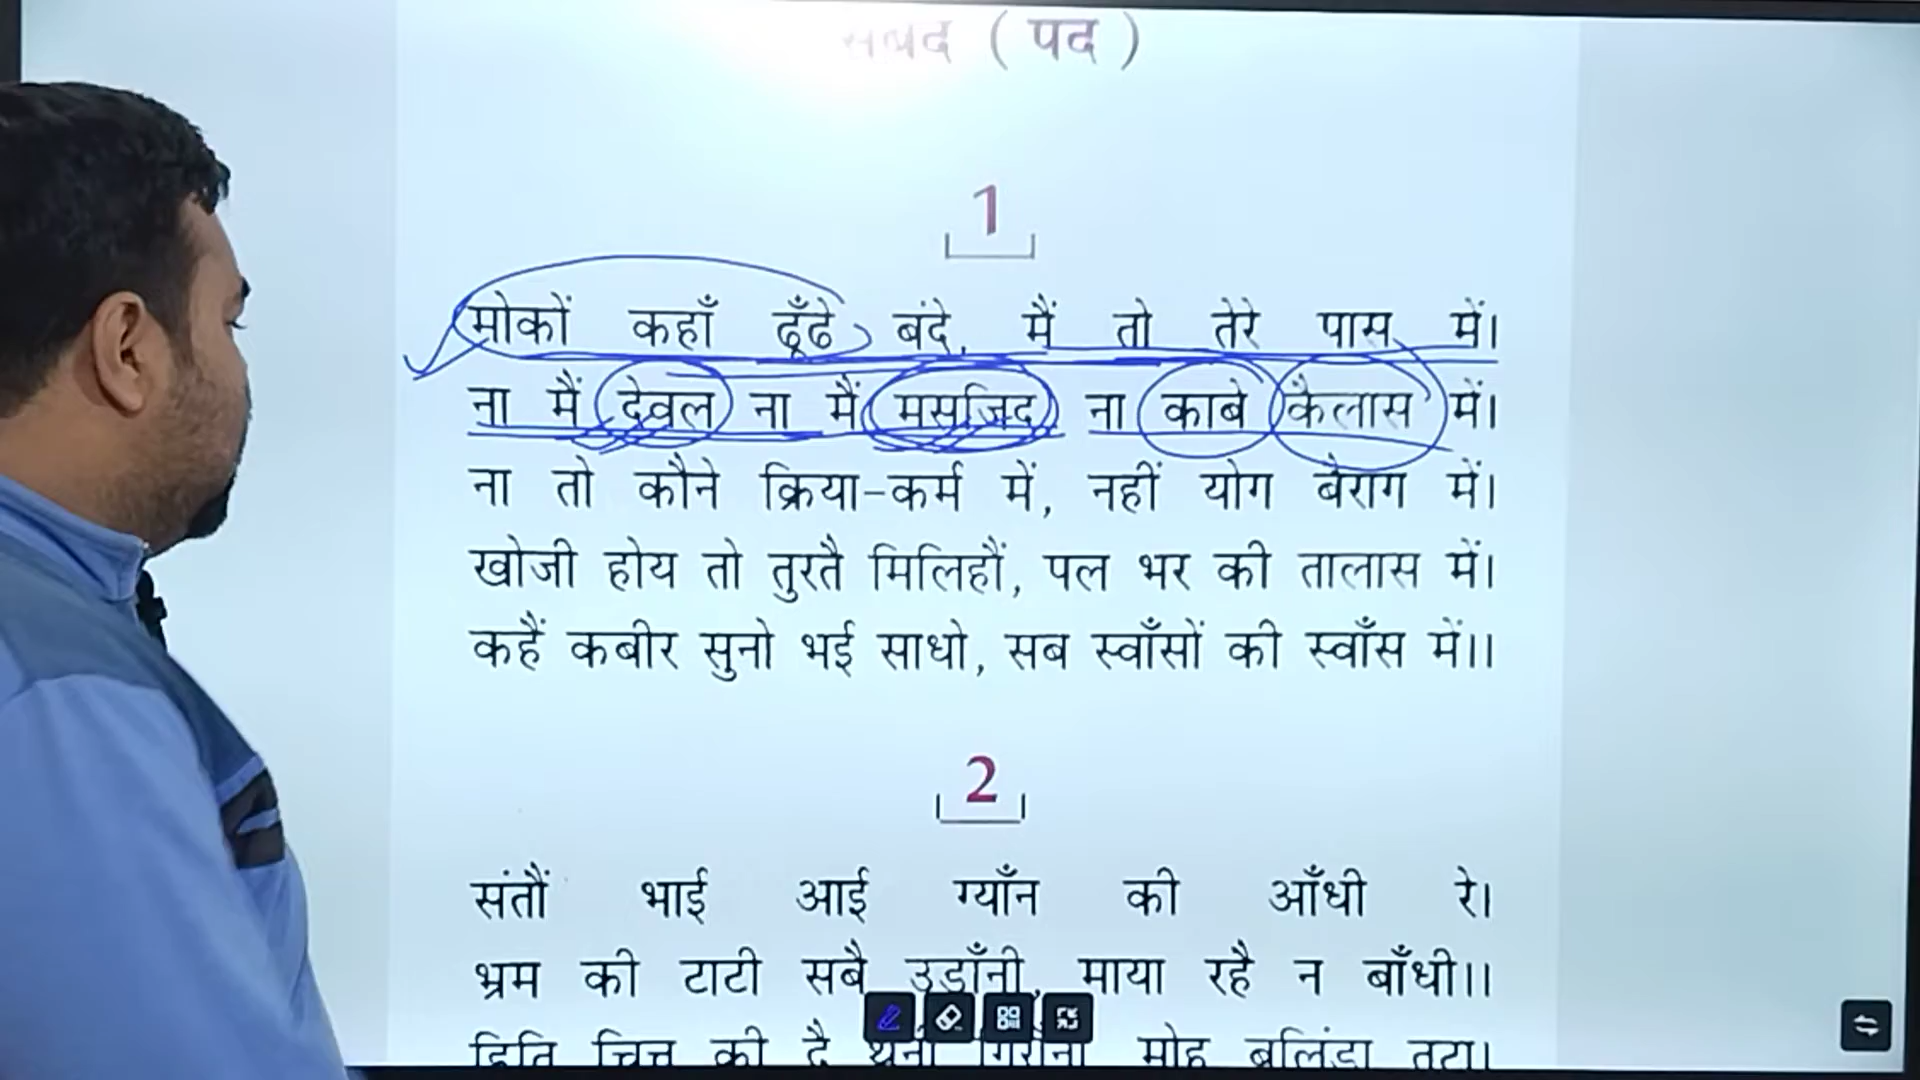 सबद ( पद )
1
मोकों कहाँ ढूँढे बंदे, मैं तो तेरे पास में।
ना मैं देवल ना मैं मसजिद, ना काबे कैलास में।
ना तो कौने क्रिया-कर्म में, नहीं योग बैराग में।
खोजी होय तो तुरतै मिलिहौं, पल भर की तालास में।
कहैं कबीर सुनो भई साधो, सब स्वाँसों की स्वाँस में।।
2
संतौं भाई आई ग्याँन की आँधी रे।
भ्रम की टाटी सबै उड़ाँनी, माया रहै न बाँधी।।
हिति चित्त की द्वै थूनी गिराँनी, मोह बलिंडा तूटा।